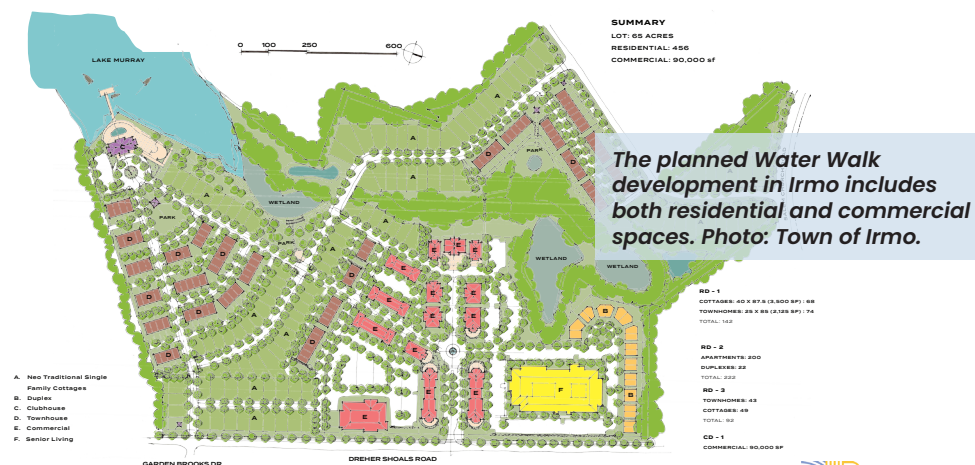 SUMMARY
LOT: 65 ACRES
RESIDENTIAL: 456
COMMERCIAL: 90,000 sf
0 100 250 600
LAKE MURRAY
The planned Water Walk
development in Irmo includes
both residential and commercial
spaces. Photo: Town of Irmo.
A
A
A
D
PARK
D
C
A
WETLAND
PARK
PARK
A
D
D
D
D
D
D
D
A
A
D
D
E
E
E
E
E
E
E
E
E
E
E
E
E
E
WETLAND
WETLAND
B
B
F
A
A
RD - 1
COTTAGES: 40 X 87.5 (3,500 SF) : 68
TOWNHOMES: 25 X 85 (2,125 SF) : 74
TOTAL: 142
RD - 2
APARTMENTS: 200
DUPLEXES: 22
TOTAL: 222
RD - 3
TOWNHOMES: 43
COTTAGES: 49
TOTAL: 92
CD - 1
COMMERCIAL: 90,000 SF
A. Neo Traditional Single
Family Cottages
B. Duplex
C. Clubhouse
D. Townhouse
E. Commercial
F. Senior Living
GARDEN BROOKS DR
DREHER SHOALS ROAD